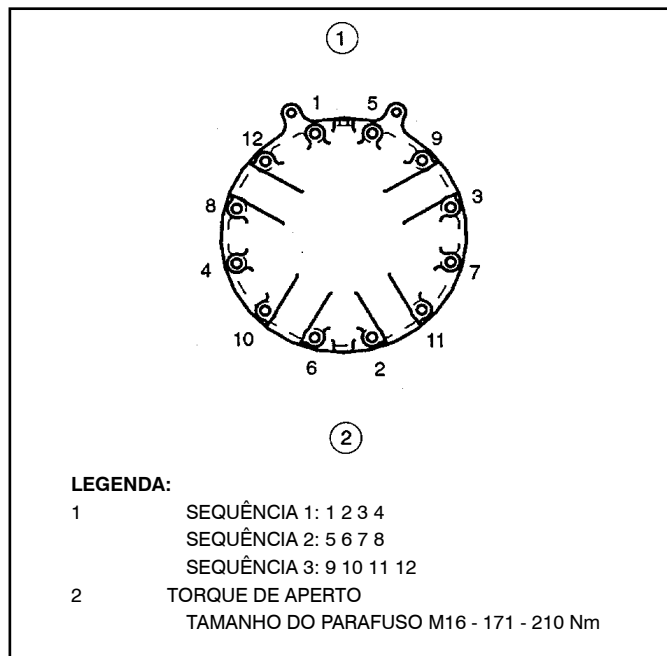 1
1 5
12 9
8 3
4 7
10 11
6 2
2
LEGENDA:
1 SEQUÊNCIA 1: 1 2 3 4
SEQUÊNCIA 2: 5 6 7 8
SEQUÊNCIA 3: 9 10 11 12
2 TORQUE DE APERTO
TAMANHO DO PARAFUSO M16 - 171 - 210 Nm